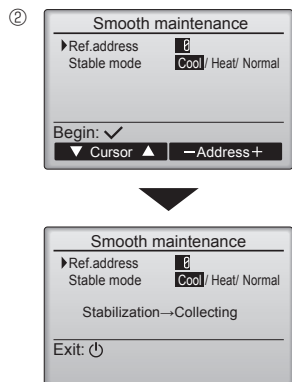 ②
Smooth maintenance
▶Ref.address 0
Stable mode Cool / Heat/ Normal
Begin: ✓
▼ Cursor ▲ −Address+
Smooth maintenance
▶Ref.address 0
Stable mode Cool / Heat/ Normal
Stabilization→Collecting
Exit: ⏻